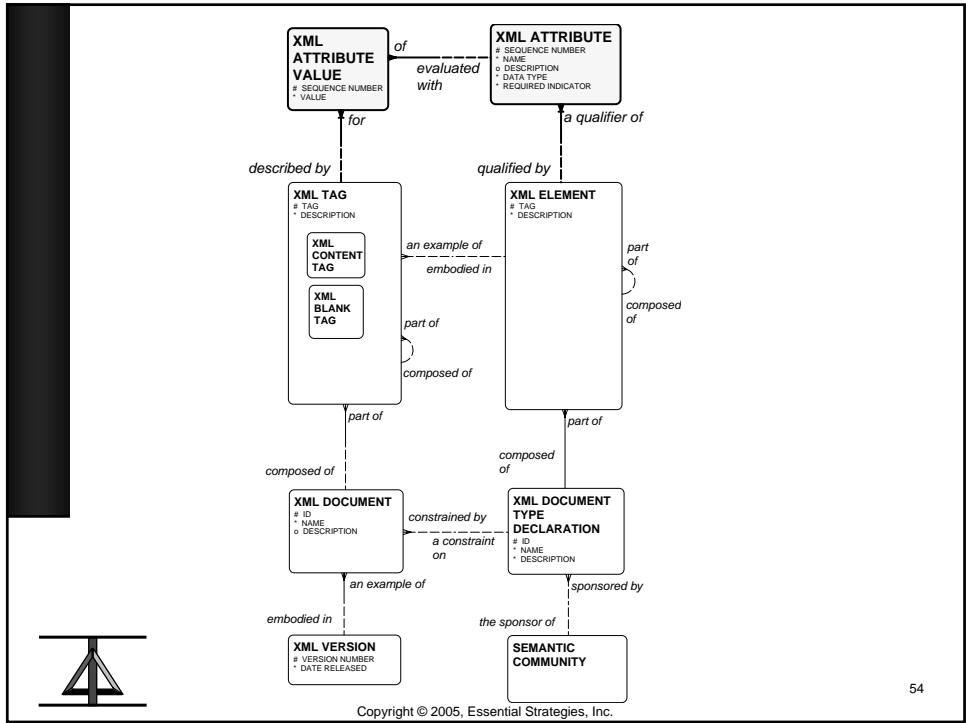 XML
ATTRIBUTE
VALUE
# SEQUENCE NUMBER
* VALUE
of
evaluated
with
XML ATTRIBUTE
# SEQUENCE NUMBER
* NAME
o DESCRIPTION
* DATA TYPE
* REQUIRED INDICATOR
for
described by
a qualifier of
qualified by
XML TAG
# TAG
* DESCRIPTION
XML
CONTENT
TAG
XML
BLANK
TAG
an example of
embodied in
part of
composed of
XML ELEMENT
# TAG
* DESCRIPTION
part
of
composed
of
part of
composed of
part of
composed
of
XML DOCUMENT
# ID
* NAME
o DESCRIPTION
constrained by
a constraint
on
XML DOCUMENT
TYPE
DECLARATION
# ID
* NAME
* DESCRIPTION
an example of
embodied in
sponsored by
the sponsor of
XML VERSION
# VERSION NUMBER
* DATE RELEASED
SEMANTIC
COMMUNITY
54
Copyright © 2005, Essential Strategies, Inc.